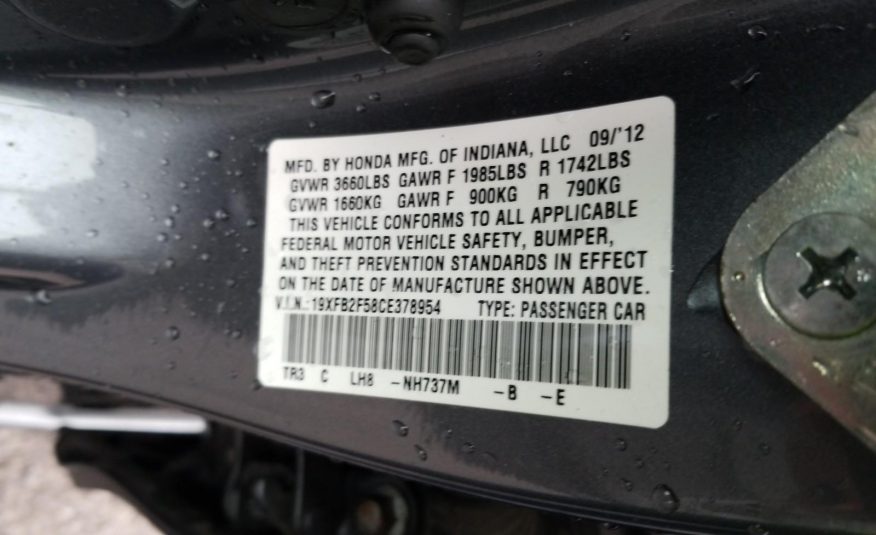 MFD. BY HONDA MFG. OF INDIANA, LLC 09/'12
GVWR 3660LBS GAWR F 1985LBS R 1742LBS
GVWR 1660KG GAWR F 900KG R 790KG
THIS VEHICLE CONFORMS TO ALL APPLICABLE
FEDERAL MOTOR VEHICLE SAFETY, BUMPER,
AND THEFT PREVENTION STANDARDS IN EFFECT
ON THE DATE OF MANUFACTURE SHOWN ABOVE.
V.I.N.:19XFB2F58CE378954 TYPE: PASSENGER CAR
TR3 C LH8 -NH737M -B -E